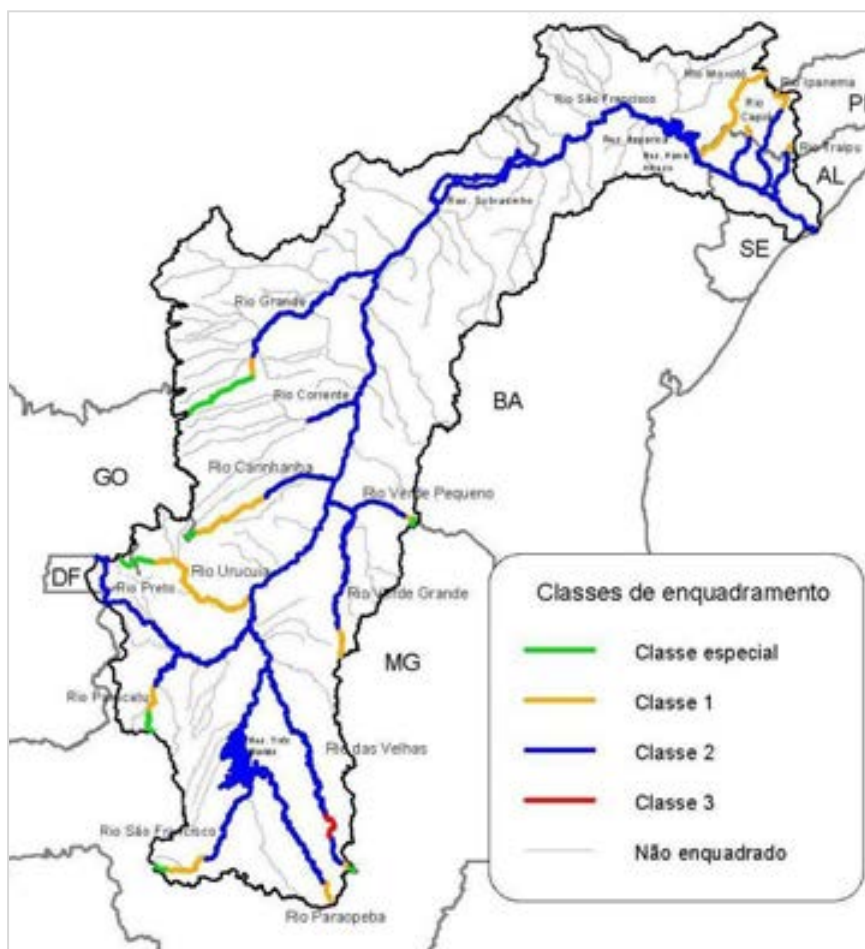 Rio Moxotó
Rio Ipanema
Rio São Francisco
Rio
Capiá
Rio Traipu
AL
SE
Res. Sobradinho
Rio Grande
BA
Rio Corrente
GO
Rio Carinhanha
Rio Verde Pequeno
DF
Rio Urucuia
Rio Preto
Rio Verde Grande
Classes de enquadramento
Classe especial
Classe 1
Classe 2
Classe 3
Não enquadrado
MG
Rio das Velhas
Rio São Francisco
Rio Paraopeba